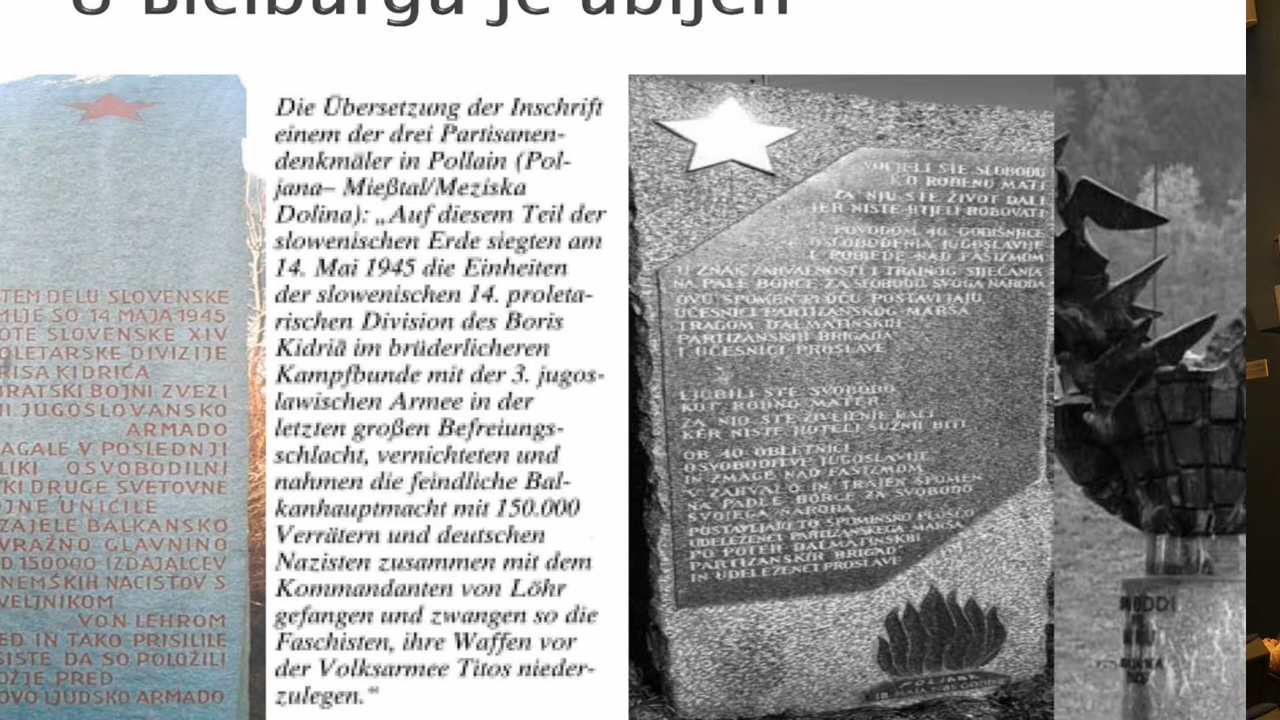 U Bleiburgu je ubijen
TEM DELU SLOVENSKE
MLJE SO 14 MAJA 1945
OTE SLOVENSKE XIV
OLETARSKE DIVIZIJE
RISA KIDRIČA
BRATSKI BOJNI ZVEZI
II JUGOSLOVANSKO
ARMADO
AGALE V POSLEDNJI
LIKI OSVOBODILNI
KI DRUGE SVETOVNE
OJNE UNIČILE
ZAJELE BALKANSKO
VRAŽNO GLAVNINO
D 150000 IZDAJALCEV
NEMŠKIH NACISTOV S
VELJNIKOM
VON LEHROM
ED IN TAKO PRISILILE
ŠISTE DA SO POLOŽILI
OŽJE PRED
OVO LJUDSKO ARMADO
Die Übersetzung der Inschrift
einem der drei Partisanen-
denkmäler in Pollain (Pol-
jana– Mießtal/Meziska
Dolina): „Auf diesem Teil der
slowenischen Erde siegten am
14. Mai 1945 die Einheiten
der slowenischen 14. proleta-
rischen Division des Boris
Kidriã im brüderlicheren
Kampfbunde mit der 3. jugos-
lawischen Armee in der
letzten großen Befreiungs-
schlacht, vernichteten und
nahmen die feindliche Bal-
kanhauptmacht mit 150.000
Verrätern und deutschen
Nazisten zusammen mit dem
Kommandanten von Löhr
gefangen und zwangen so die
Faschisten, ihre Waffen vor
der Volksarmee Titos nieder-
zulegen."
VOLJELI STE SLOBODU
KO ROĐENU MATI
ZA NJU STE ŽIVOT DALI
JER NISTE HTJELI ROBOVATI
POVODOM 40. GODIŠNJICE
OSLOBOĐENJA JUGOSLAVIJE
I POBJEDE NAD FAŠIZMOM
U ZNAK ZAHVALNOSTI I TRAJNOG SJEĆANJA
NA PALE BORCE ZA SLOBODU SVOGA NARODA
OVU SPOMEN PLOČU POSTAVLJAJU
UČESNICI PARTIZANSKOG MARŠA
TRAGOM DALMATINSKIH
PARTIZANSKIH BRIGADA
I UČESNICI PROSLAVE
LJUBILI STE SVOBODO
KOT RODNO MATER
ZA NJO STE ŽIVLJENJE DALI
KER NISTE HOTELI SUŽNJI BITI
OB 40 OBLETNICI
OSVOBODITVE JUGOSLAVIJE
IN ZMAGE NAD FAŠIZMOM
V ZAHVALO IN TRAJEN SPOMEN
NA PADLE BORCE ZA SVOBODO
SVOJEGA NARODA
POSTAVLJAJO TO SPOMINSKO PLOŠČO
UDELEŽENCI PARTIZANSKEGA MARŠA
PO POTEH DALMATINSKIH
PARTIZANSKIH BRIGAD
IN UDELEŽENCI PROSLAVE